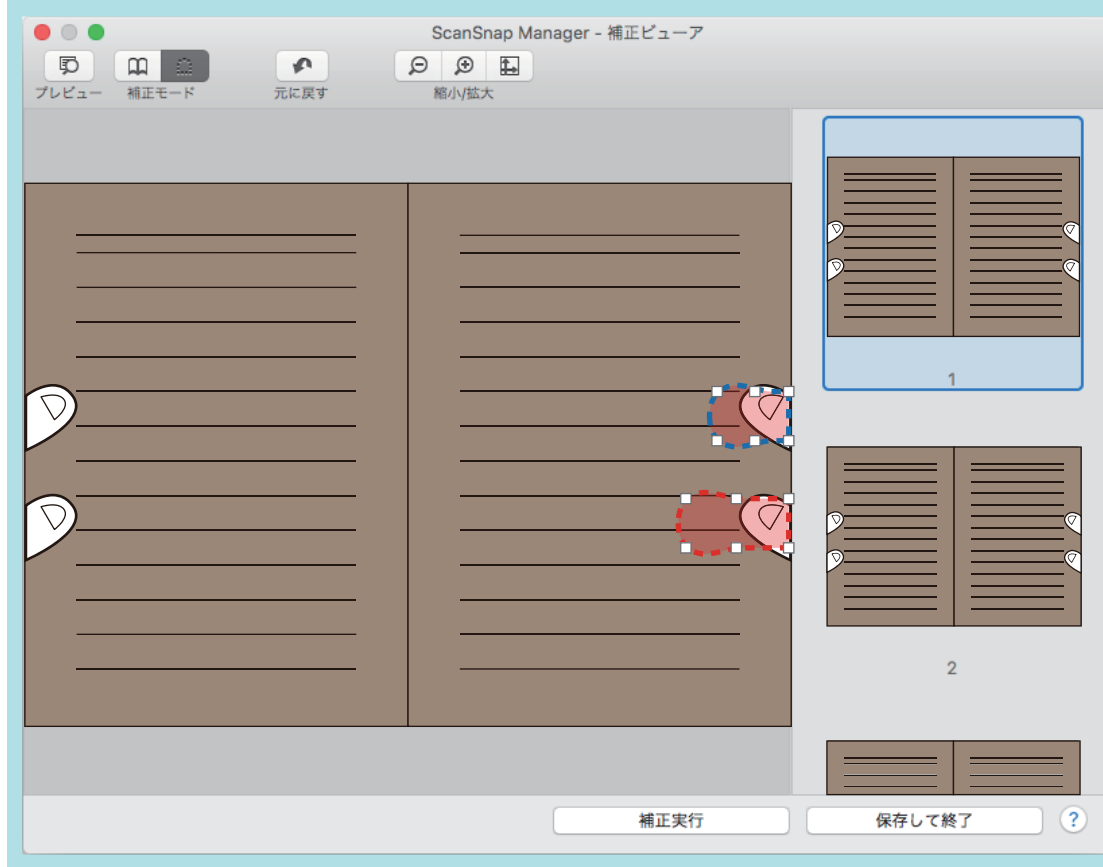 ScanSnap Manager - 補正ビューア
プレビュー 補正モード 元に戻す 縮小/拡大
1
2
補正実行 保存して終了 ?